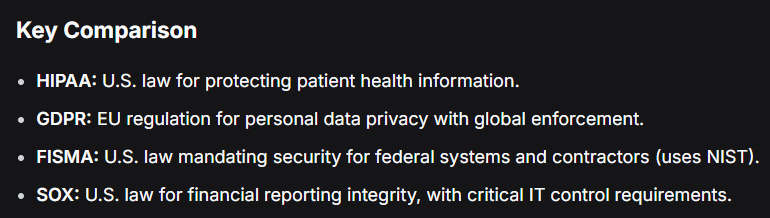 Key Comparison
• HIPAA: U.S. law for protecting patient health information.
• GDPR: EU regulation for personal data privacy with global enforcement.
• FISMA: U.S. law mandating security for federal systems and contractors (uses NIST).
• SOX: U.S. law for financial reporting integrity, with critical IT control requirements.